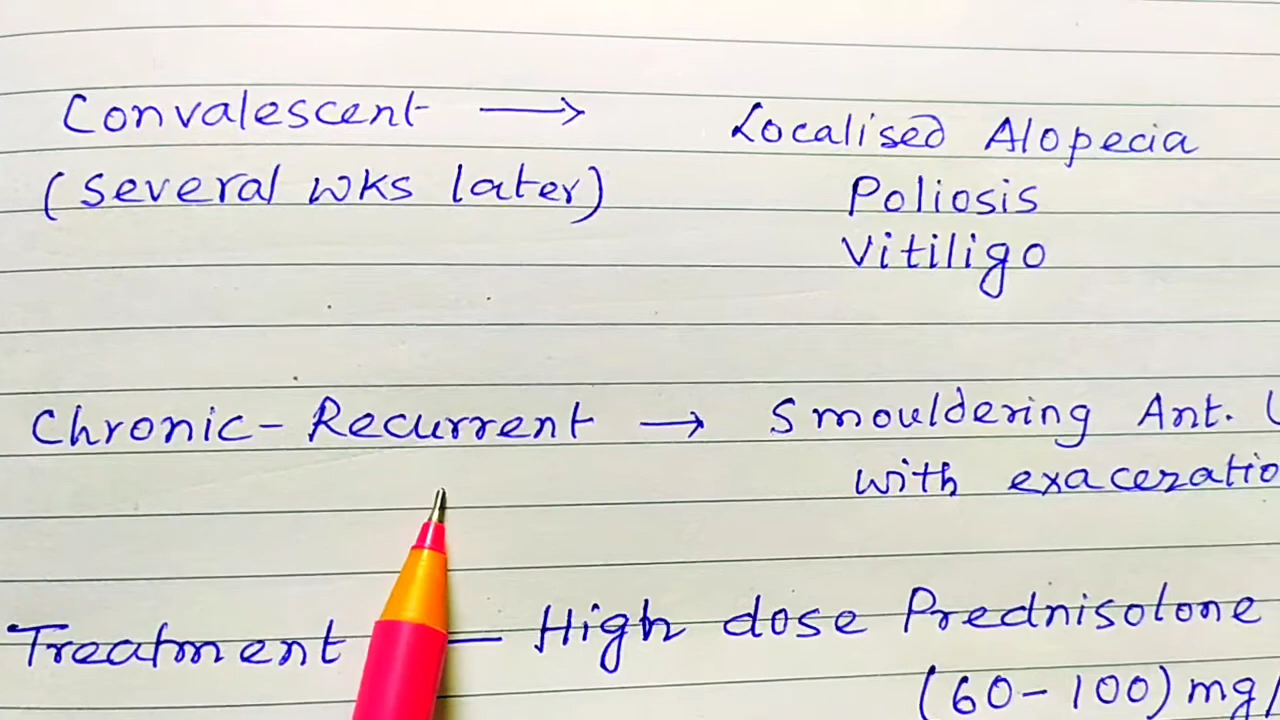 Convalescent → Localised Alopecia
(Several wks later) Poliosis
Vitiligo
Chronic-Recurrent → Smouldering Ant.
with exacezratio
Treatment — High dose Prednisolone
(60-100) mg/